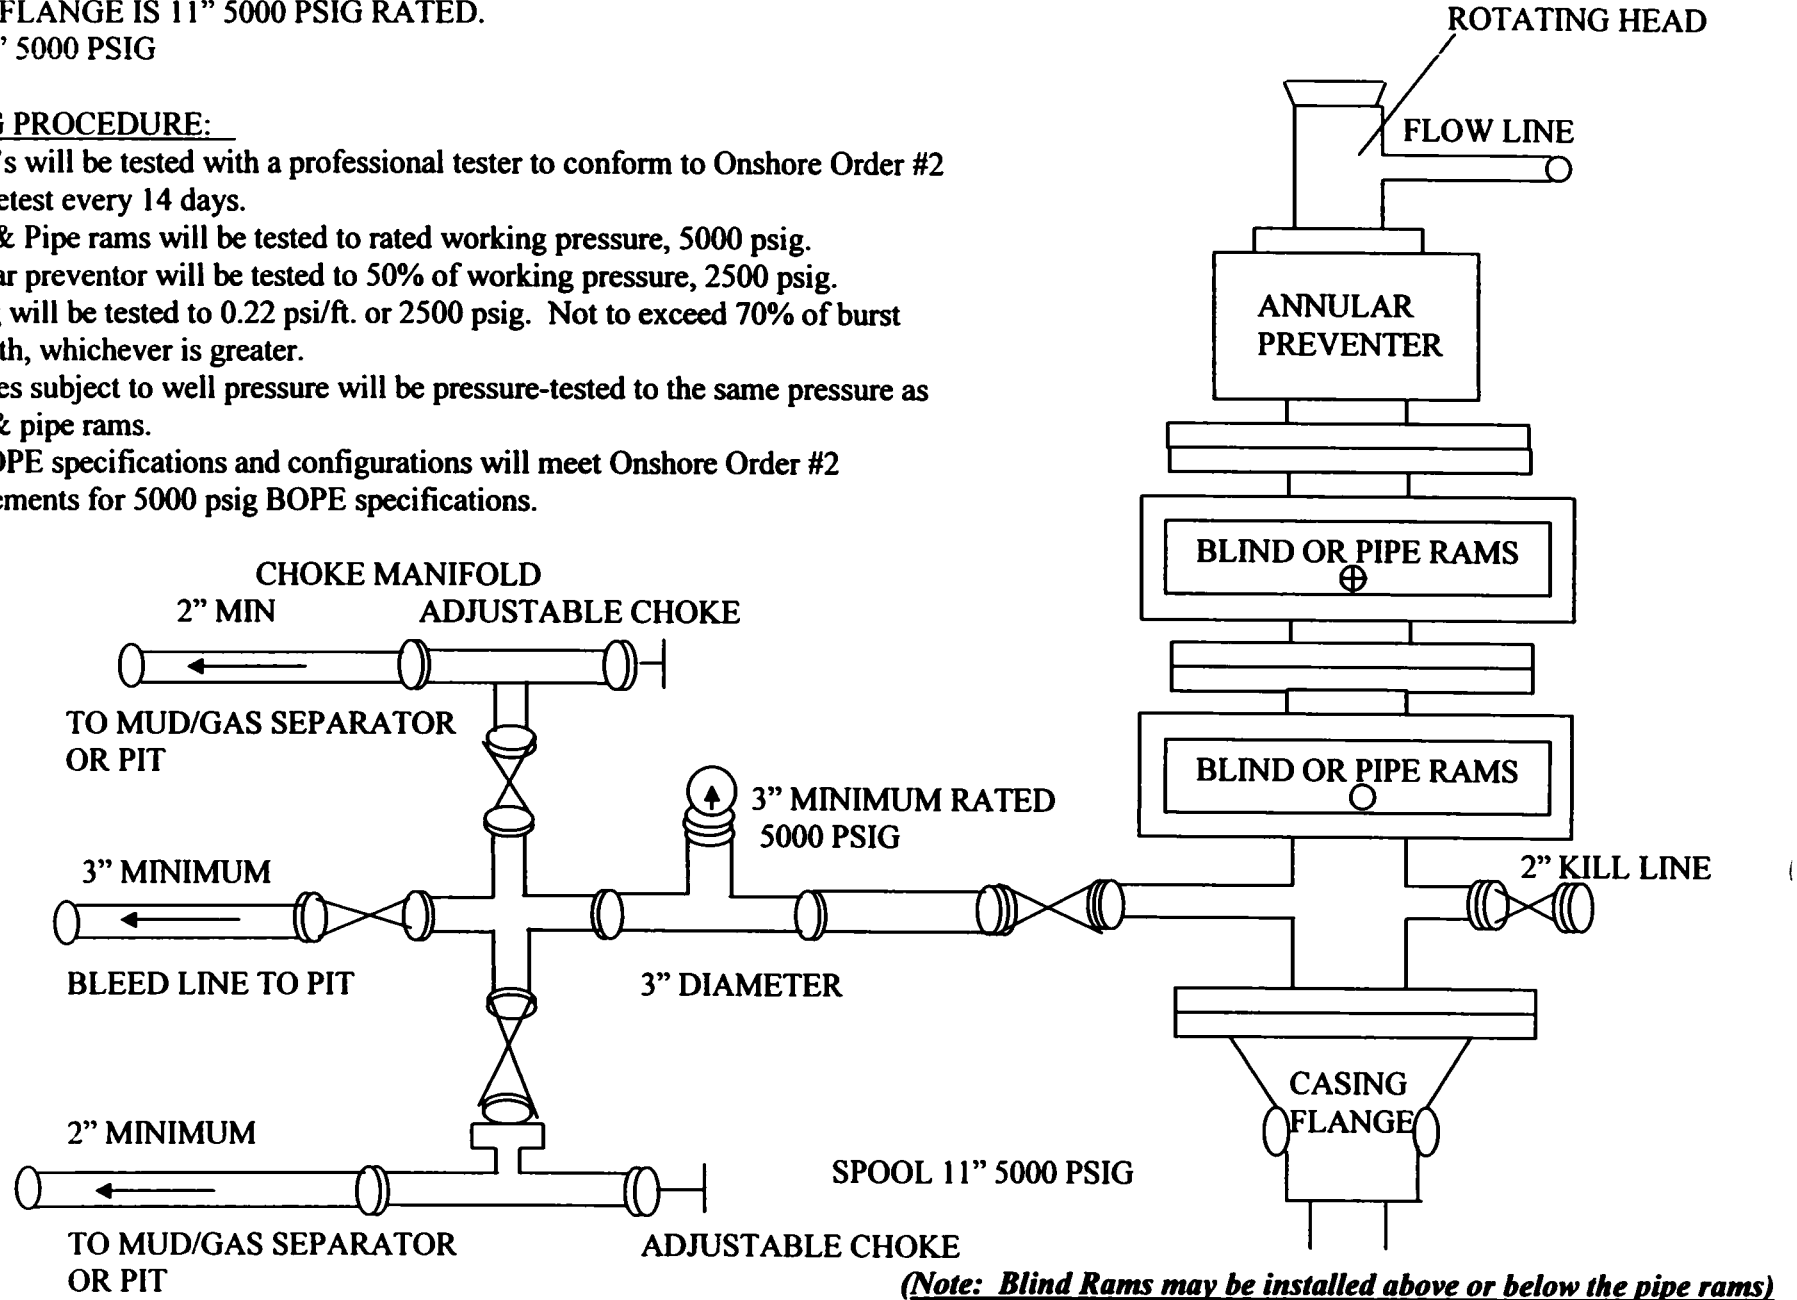 FLANGE IS 11” 5000 PSIG RATED.
” 5000 PSIG
PROCEDURE:
’s will be tested with a professional tester to conform to Onshore Order #2
etest every 14 days.
& Pipe rams will be tested to rated working pressure, 5000 psig.
ar preventor will be tested to 50% of working pressure, 2500 psig.
will be tested to 0.22 psi/ft. or 2500 psig. Not to exceed 70% of burst
th, whichever is greater.
es subject to well pressure will be pressure-tested to the same pressure as
& pipe rams.
OPE specifications and configurations will meet Onshore Order #2
ements for 5000 psig BOPE specifications.
ROTATING HEAD
FLOW LINE
ANNULAR
PREVENTER
BLIND OR PIPE RAMS
CHOKE MANIFOLD
2” MIN
ADJUSTABLE CHOKE
TO MUD/GAS SEPARATOR
OR PIT
BLIND OR PIPE RAMS
3” MINIMUM RATED
5000 PSIG
3” MINIMUM
2” KILL LINE
BLEED LINE TO PIT
3” DIAMETER
CASING
FLANGE
2” MINIMUM
SPOOL 11” 5000 PSIG
TO MUD/GAS SEPARATOR
OR PIT
ADJUSTABLE CHOKE
(Note: Blind Rams may be installed above or below the pipe rams)